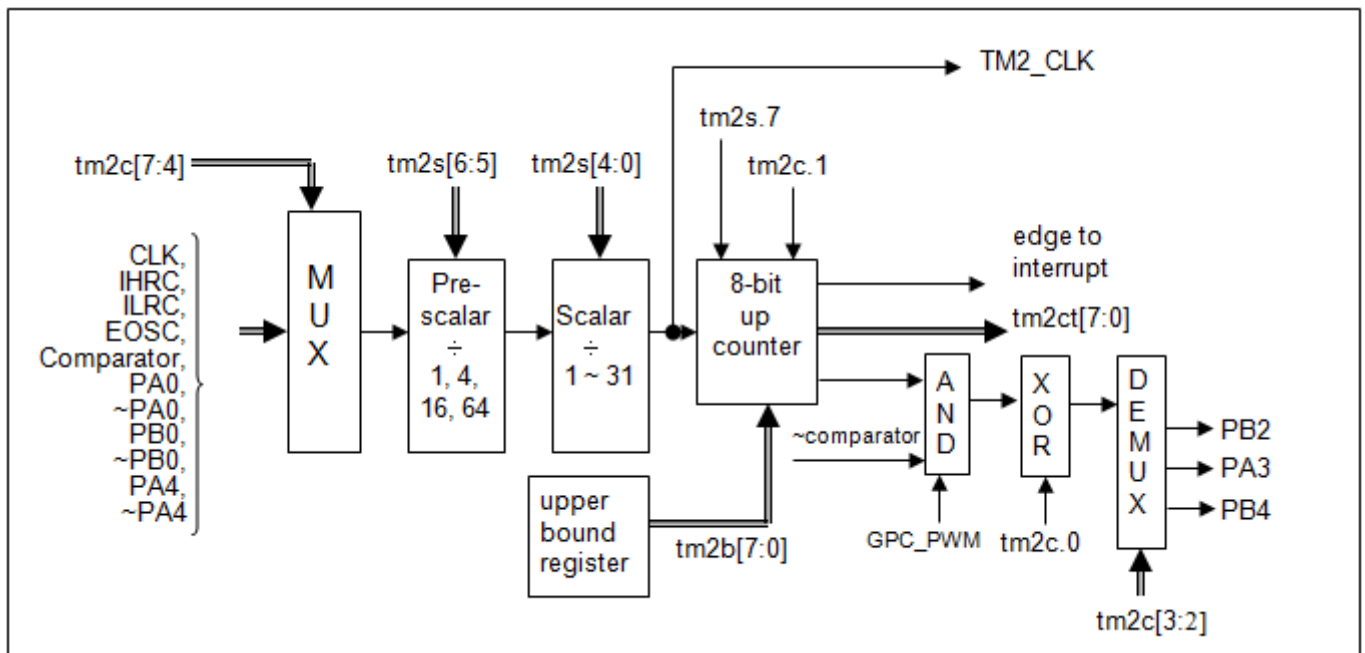 TM2_CLK
tm2s.7
tm2c[7:4]
tm2s[6:5]
tm2s[4:0]
tm2c.1
CLK,
IHRC,
ILRC,
EOSC,
Comparator,
PA0,
~PA0,
PB0,
~PB0,
PA4,
~PA4
M
U
X
Pre-
scalar
÷
1, 4,
16, 64
Scalar
÷
1 ~ 31
8-bit
up
counter
edge to
interrupt
tm2ct[7:0]
~comparator
A
N
D
X
O
R
D
E
M
U
X
PB2
PA3
PB4
upper
bound
register
tm2b[7:0]
GPC_PWM
tm2c.0
tm2c[3:2]